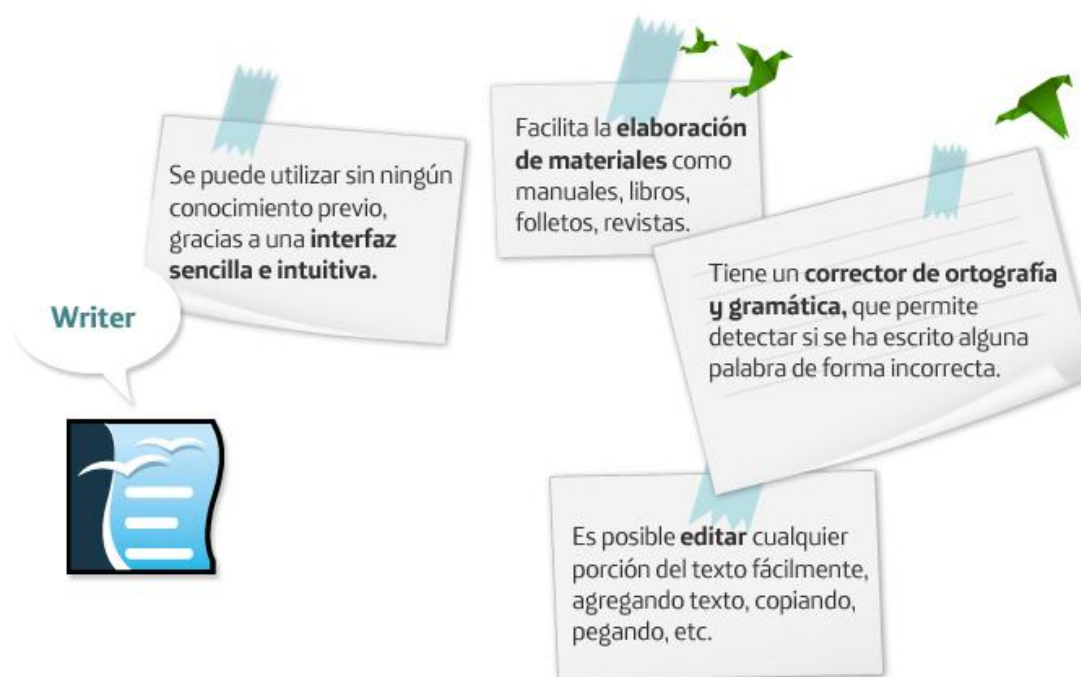 Se puede utilizar sin ningún
conocimiento previo,
gracias a una interfaz
sencilla e intuitiva.
Facilita la elaboración
de materiales como
manuales, libros,
folletos, revistas.
Tiene un corrector de ortografía
y gramática, que permite
detectar si se ha escrito alguna
palabra de forma incorrecta.
Writer
Es posible editar cualquier
porción del texto fácilmente,
agregando texto, copiando,
pegando, etc.